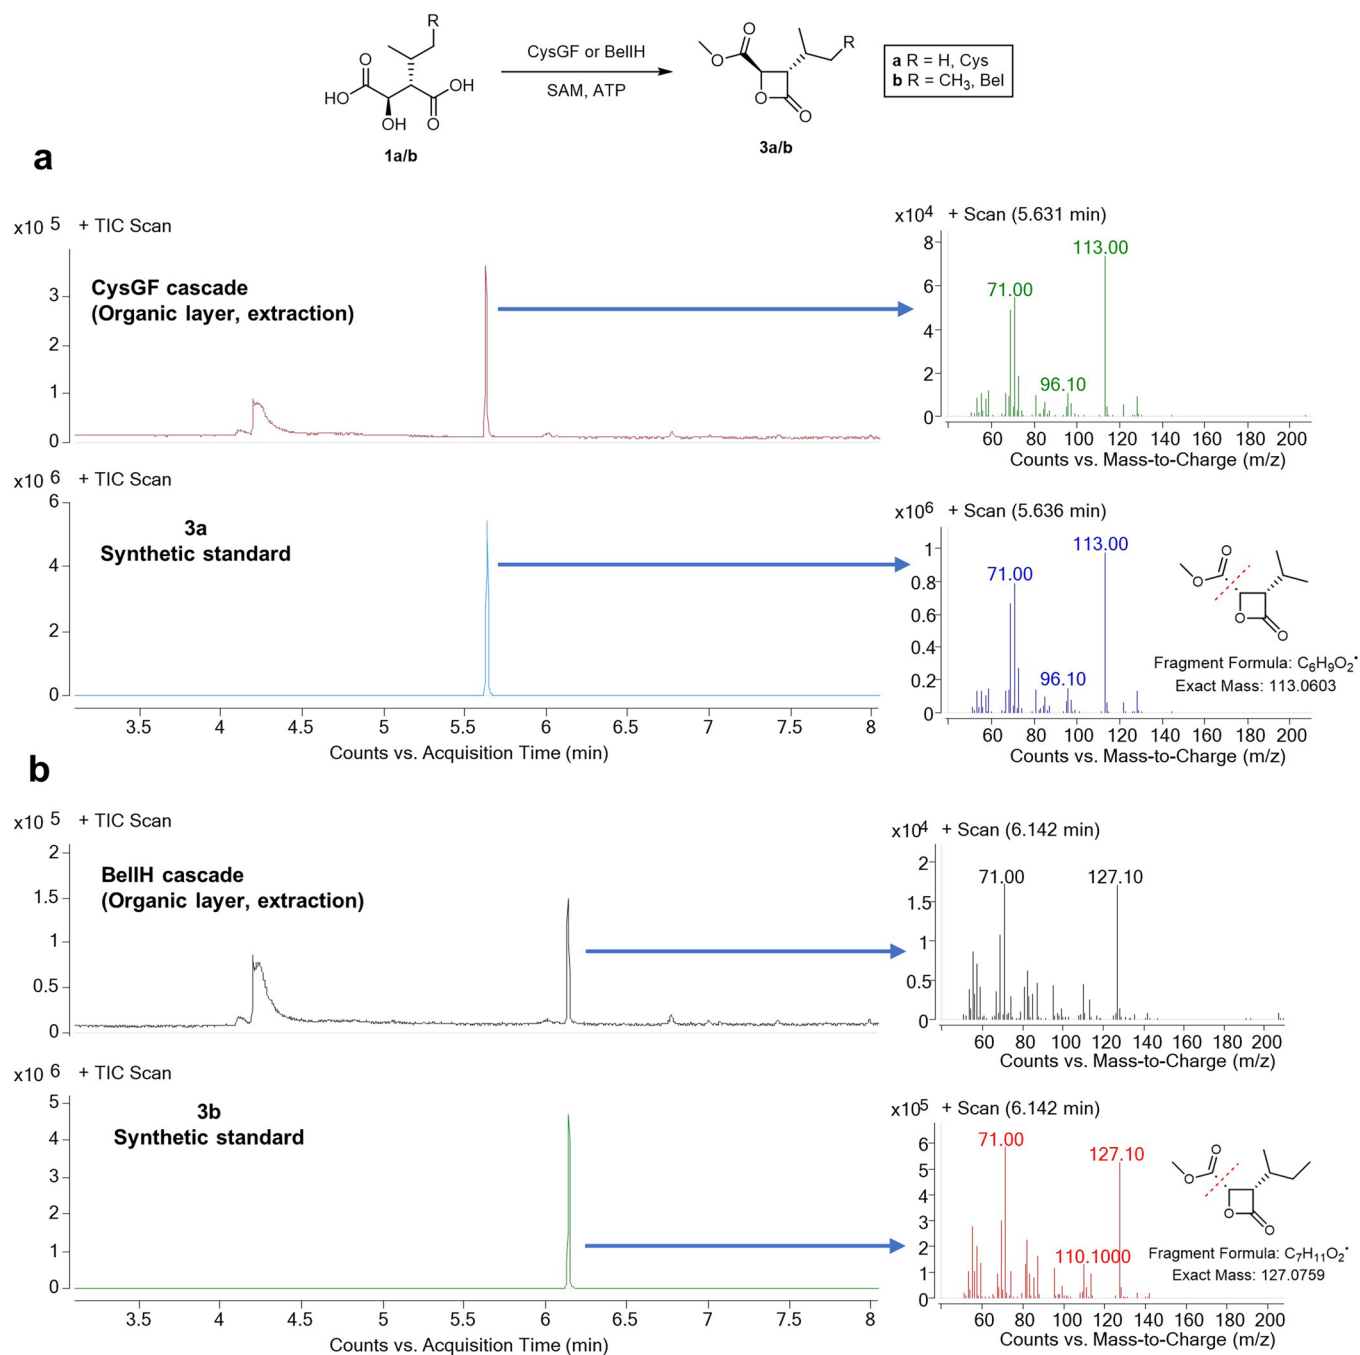 R
O
HO
OH
O
OH
1a/b
CysGF or BelIH
SAM, ATP
O
O
R
O
O
3a/b
a R = H, Cys
b R = CH₃, Bel
a
x10 5 + TIC Scan
CysGF cascade
(Organic layer, extraction)
3
2
1
0
x10⁴ + Scan (5.631 min)
8
6
4
2
0
113.00
71.00
96.10
60 80 100 120 140 160 180 200
Counts vs. Mass-to-Charge (m/z)
x10 6 + TIC Scan
3a
Synthetic standard
6
4
2
0
3.5 4 4.5 5 5.5 6 6.5 7 7.5 8
Counts vs. Acquisition Time (min)
x10⁶ + Scan (5.636 min)
1
0.8
0.6
0.4
0.2
0
113.00
71.00
96.10
60 80 100 120 140 160 180 200
Counts vs. Mass-to-Charge (m/z)
O
O
O
O
Fragment Formula: C₆H₉O₂•
Exact Mass: 113.0603
b
x10 5 + TIC Scan
BelIH cascade
(Organic layer, extraction)
2
1.5
1
0.5
0
x10⁴ + Scan (6.142 min)
2
1.5
1
0.5
0
71.00 127.10
60 80 100 120 140 160 180 200
Counts vs. Mass-to-Charge (m/z)
x10 6 + TIC Scan
3b
Synthetic standard
5
4
3
2
1
0
3.5 4 4.5 5 5.5 6 6.5 7 7.5 8
Counts vs. Acquisition Time (min)
x10⁵ + Scan (6.142 min)
6
5
4
3
2
1
0
71.00
127.10
110.1000
60 80 100 120 140 160 180 200
Counts vs. Mass-to-Charge (m/z)
O
O
O
O
Fragment Formula: C₇H₁₁O₂•
Exact Mass: 127.0759